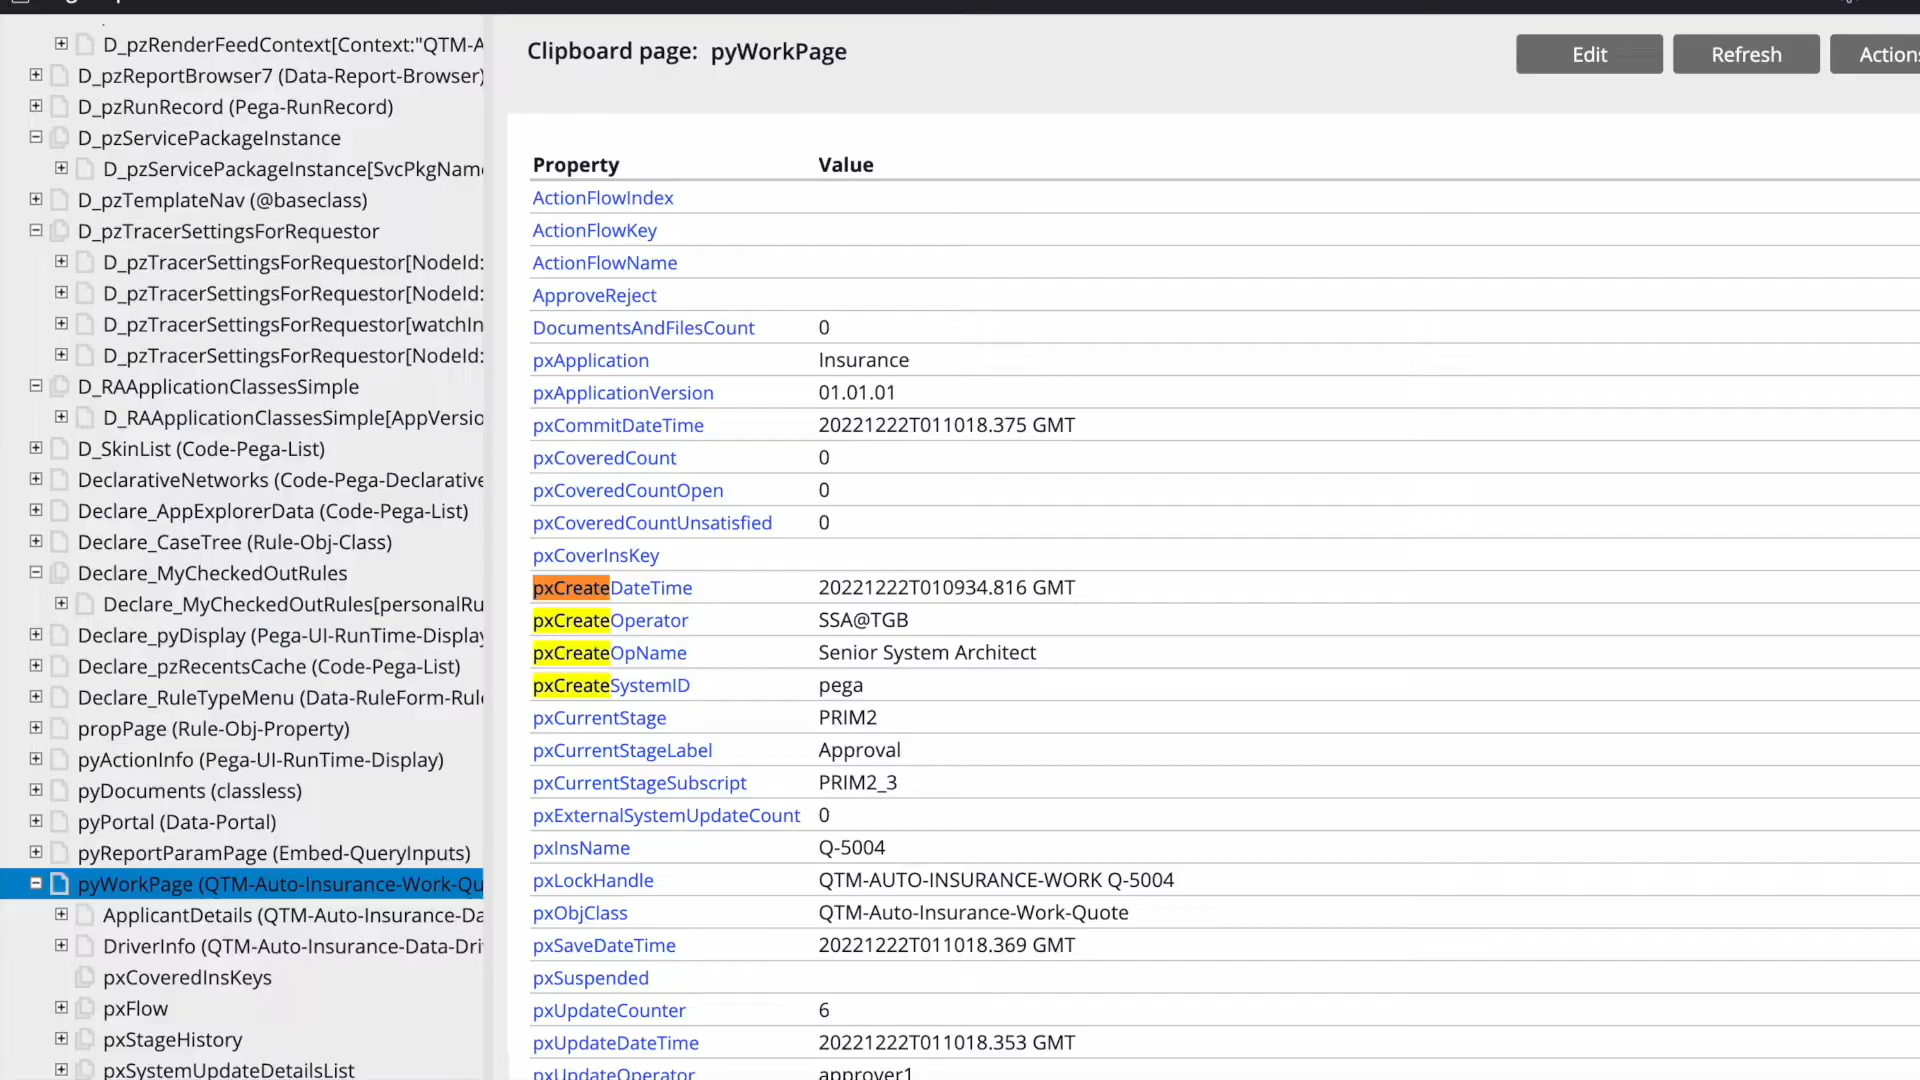 D_pzRenderFeedContext[Context:"QTM-A
D_pzReportBrowser7 (Data-Report-Browser)
D_pzRunRecord (Pega-RunRecord)
D_pzServicePackageInstance
D_pzServicePackageInstance[SvcPkgName
D_pzTemplateNav (@baseclass)
D_pzTracerSettingsForRequestor
D_pzTracerSettingsForRequestor[NodeId:
D_pzTracerSettingsForRequestor[NodeId:
D_pzTracerSettingsForRequestor[watchIn
D_pzTracerSettingsForRequestor[NodeId:
D_RAApplicationClassesSimple
D_RAApplicationClassesSimple[AppVersio
D_SkinList (Code-Pega-List)
DeclarativeNetworks (Code-Pega-Declarative
Declare_AppExplorerData (Code-Pega-List)
Declare_CaseTree (Rule-Obj-Class)
Declare_MyCheckedOutRules
Declare_MyCheckedOutRules[personalRu
Declare_pyDisplay (Pega-UI-RunTime-Display
Declare_pzRecentsCache (Code-Pega-List)
Declare_RuleTypeMenu (Data-RuleForm-Rule
propPage (Rule-Obj-Property)
pyActionInfo (Pega-UI-RunTime-Display)
pyDocuments (classless)
pyPortal (Data-Portal)
pyReportParamPage (Embed-QueryInputs)
pyWorkPage (QTM-Auto-Insurance-Work-Qu
ApplicantDetails (QTM-Auto-Insurance-Da
DriverInfo (QTM-Auto-Insurance-Data-Dri
pxCoveredInsKeys
pxFlow
pxStageHistory
pxSystemUpdateDetailsList
Clipboard page: pyWorkPage
Edit Refresh Actions
Property Value
ActionFlowIndex
ActionFlowKey
ActionFlowName
ApproveReject
DocumentsAndFilesCount 0
pxApplication Insurance
pxApplicationVersion 01.01.01
pxCommitDateTime 20221222T011018.375 GMT
pxCoveredCount 0
pxCoveredCountOpen 0
pxCoveredCountUnsatisfied 0
pxCoverInsKey
pxCreateDateTime 20221222T010934.816 GMT
pxCreateOperator SSA@TGB
pxCreateOpName Senior System Architect
pxCreateSystemID pega
pxCurrentStage PRIM2
pxCurrentStageLabel Approval
pxCurrentStageSubscript PRIM2_3
pxExternalSystemUpdateCount 0
pxInsName Q-5004
pxLockHandle QTM-AUTO-INSURANCE-WORK Q-5004
pxObjClass QTM-Auto-Insurance-Work-Quote
pxSaveDateTime 20221222T011018.369 GMT
pxSuspended
pxUpdateCounter 6
pxUpdateDateTime 20221222T011018.353 GMT
pxUpdateOperator approver1